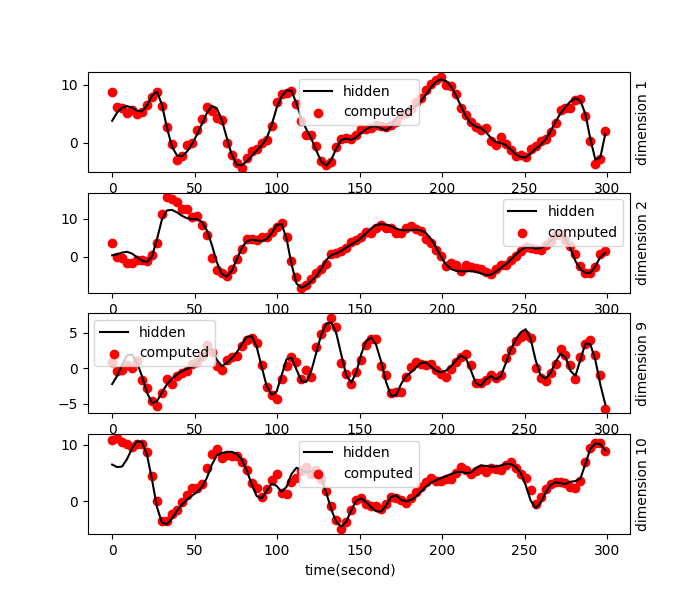 10
0
hidden
computed
dimension 1
0 50 100 150 200 250 300
10
0
hidden
computed
dimension 2
0 50 100 150 200 250 300
5
0
−5
hidden
computed
dimension 9
0 50 100 150 200 250 300
10
0
hidden
computed
dimension 10
0 50 100 150 200 250 300
time(second)